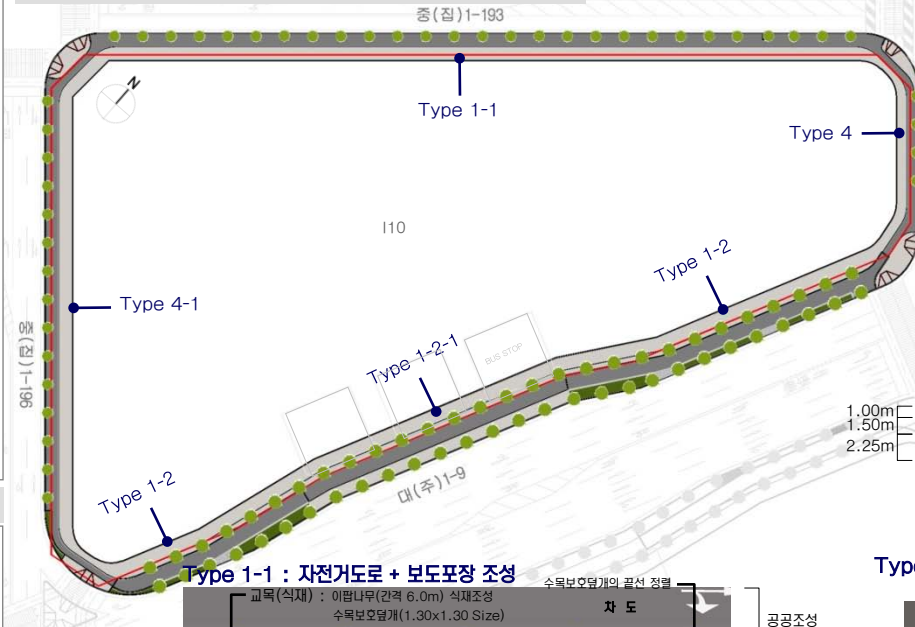 중(집)1-193
N
Type 1-1
Type 4
I10
Type 1-2
Type 4-1
중(집)1-196
BUS STOP
Type 1-2-1
1.00m
1.50m
2.25m
대(주)1-9
Type 1-2
Type 1-1 : 자전거도로 + 보도포장 조성
Typ
수목보호덮개의 끝선 정렬
교목(식재) : 이팝나무(간격 6.0m) 식재조성
차 도
수목보호덮개(1.30x1.30 Size)
공공조성